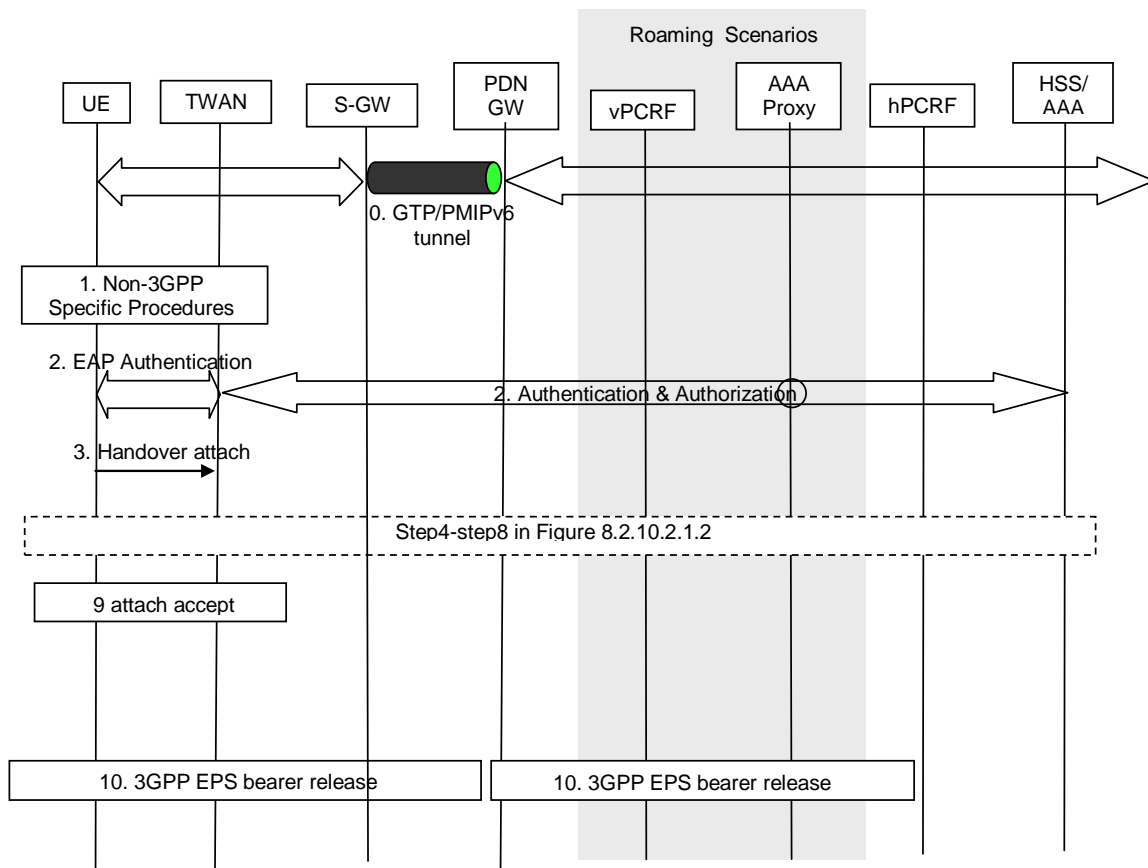 Roaming Scenarios
UE
TWAN
S-GW
PDN
GW
vPCRF
AAA
Proxy
hPCRF
HSS/
AAA
0. GTP/PMIPv6
tunnel
1. Non-3GPP
Specific Procedures
2. EAP Authentication
2. Authentication & Authorization
3. Handover attach
Step4-step8 in Figure 8.2.10.2.1.2
9 attach accept
10. 3GPP EPS bearer release
10. 3GPP EPS bearer release